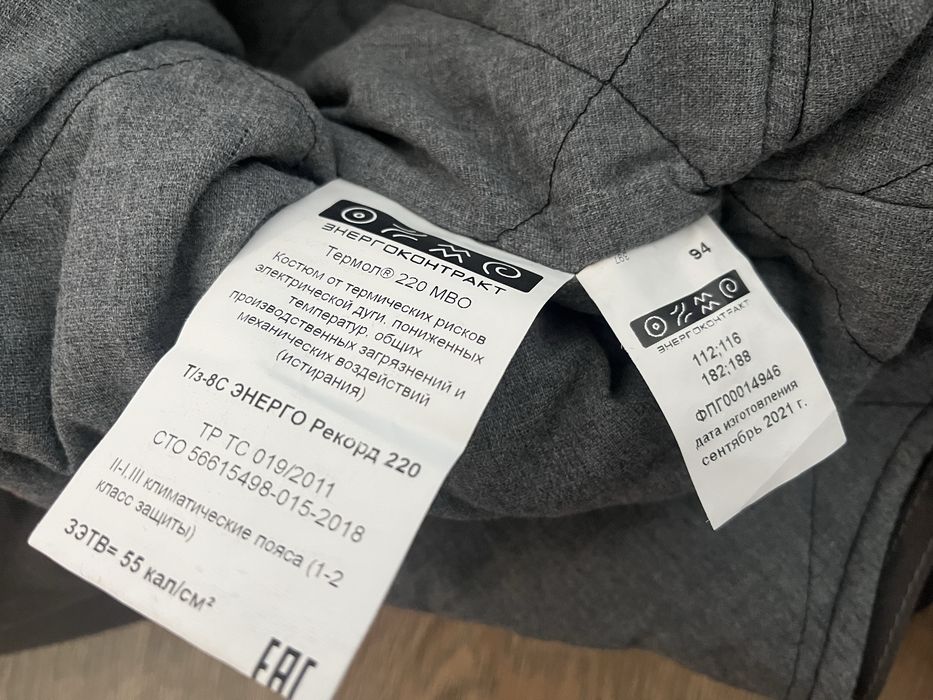 ЭНЕРГОКОНТРАКТ
Термол® 220 МВО
Костюм от термических рисков
электрической дуги, пониженных
температур, общих
производственных загрязнений и
механических воздействий
(истирания)
Т/з-8С ЭНЕРГО Рекорд 220
ТР ТС 019/2011
СТО 56615498-015-2018
II-I,III климатические пояса (1-2
класс защиты)
ЗЭТВ= 55 кал/см²
ЕАС
94
ЭНЕРГОКОНТРАКТ
112;116
182;188
ФПГ00014946
дата изготовления
сентябрь 2021 г.